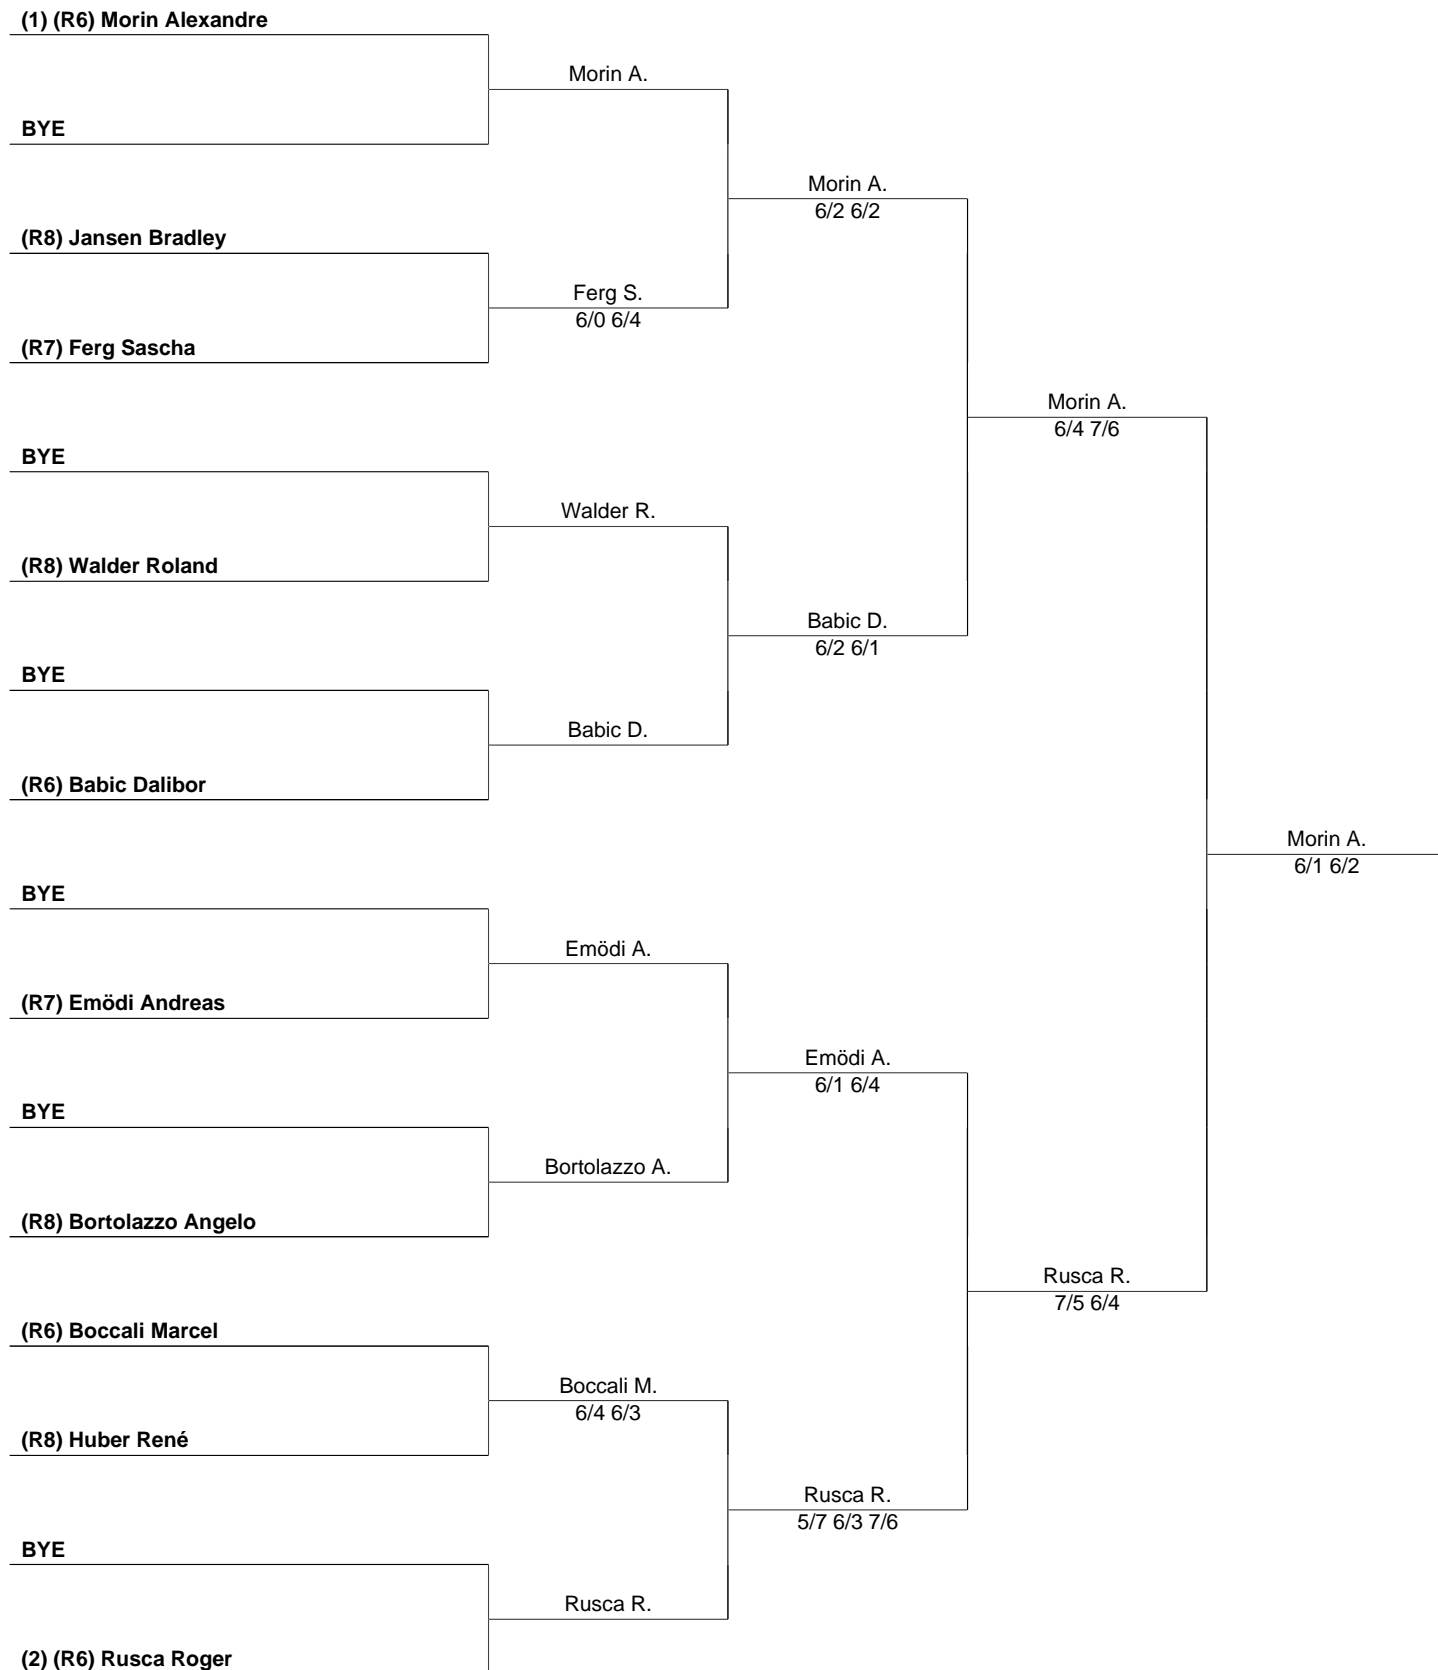 (1) (R6) Morin Alexandre
Morin A.
BYE
Morin A.
6/2 6/2
(R8) Jansen Bradley
Ferg S.
6/0 6/4
(R7) Ferg Sascha
Morin A.
6/4 7/6
BYE
Walder R.
(R8) Walder Roland
Babic D.
6/2 6/1
BYE
Babic D.
(R6) Babic Dalibor
Morin A.
6/1 6/2
BYE
Emödi A.
(R7) Emödi Andreas
Emödi A.
6/1 6/4
BYE
Bortolazzo A.
(R8) Bortolazzo Angelo
Rusca R.
7/5 6/4
(R6) Boccali Marcel
Boccali M.
6/4 6/3
(R8) Huber René
Rusca R.
5/7 6/3 7/6
BYE
Rusca R.
(2) (R6) Rusca Roger